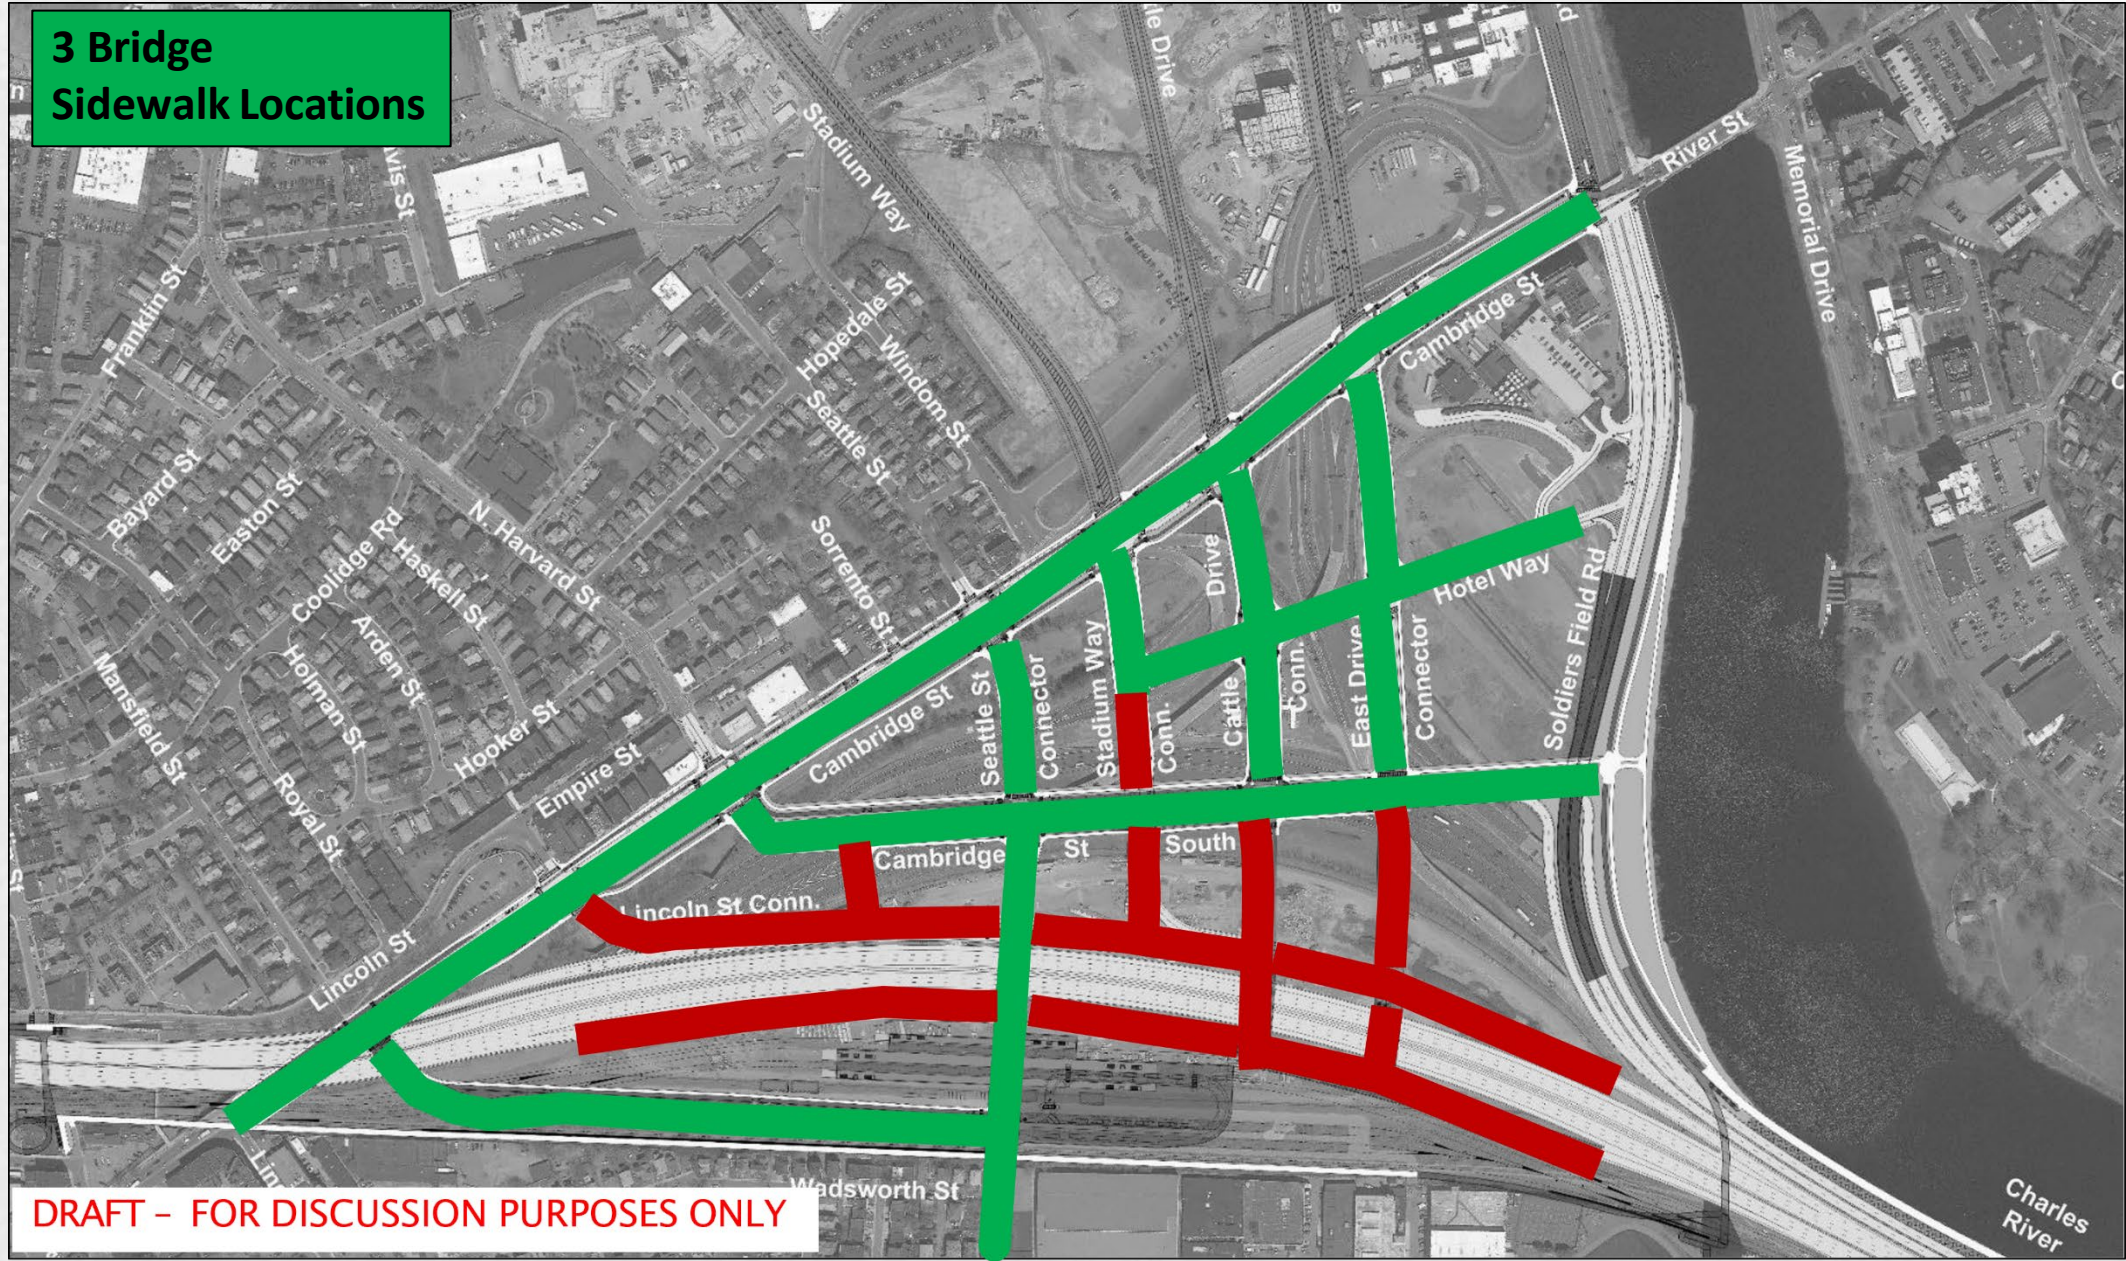 3 Bridge
Sidewalk Locations
Stadium Way
River St
Memorial Drive
Franklin St
Hopedale St
Windom St
Seattle St
Cambridge St
Bayard St
Easton St
Coolidge Rd
Haskell St
N. Harvard St
Sorrento St
Arden St
Holman St
Mansfield St
Royal St
Hooker St
Empire St
Lincoln St
Cambridge St
Seattle St
Connector
Stadium Way
Conn.
Drive
Cattle
Conn.
East Drive
Connector
Hotel Way
Soldiers Field Rd
Cambridge St South
Lincoln St Conn.
Wadsworth St
Charles
River
DRAFT – FOR DISCUSSION PURPOSES ONLY